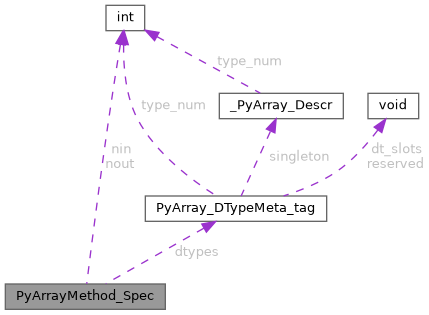 int
type_num
_PyArray_Descr
void
type_num
nin
nout
singleton
dt_slots
reserved
PyArray_DTypeMeta_tag
dtypes
PyArrayMethod_Spec